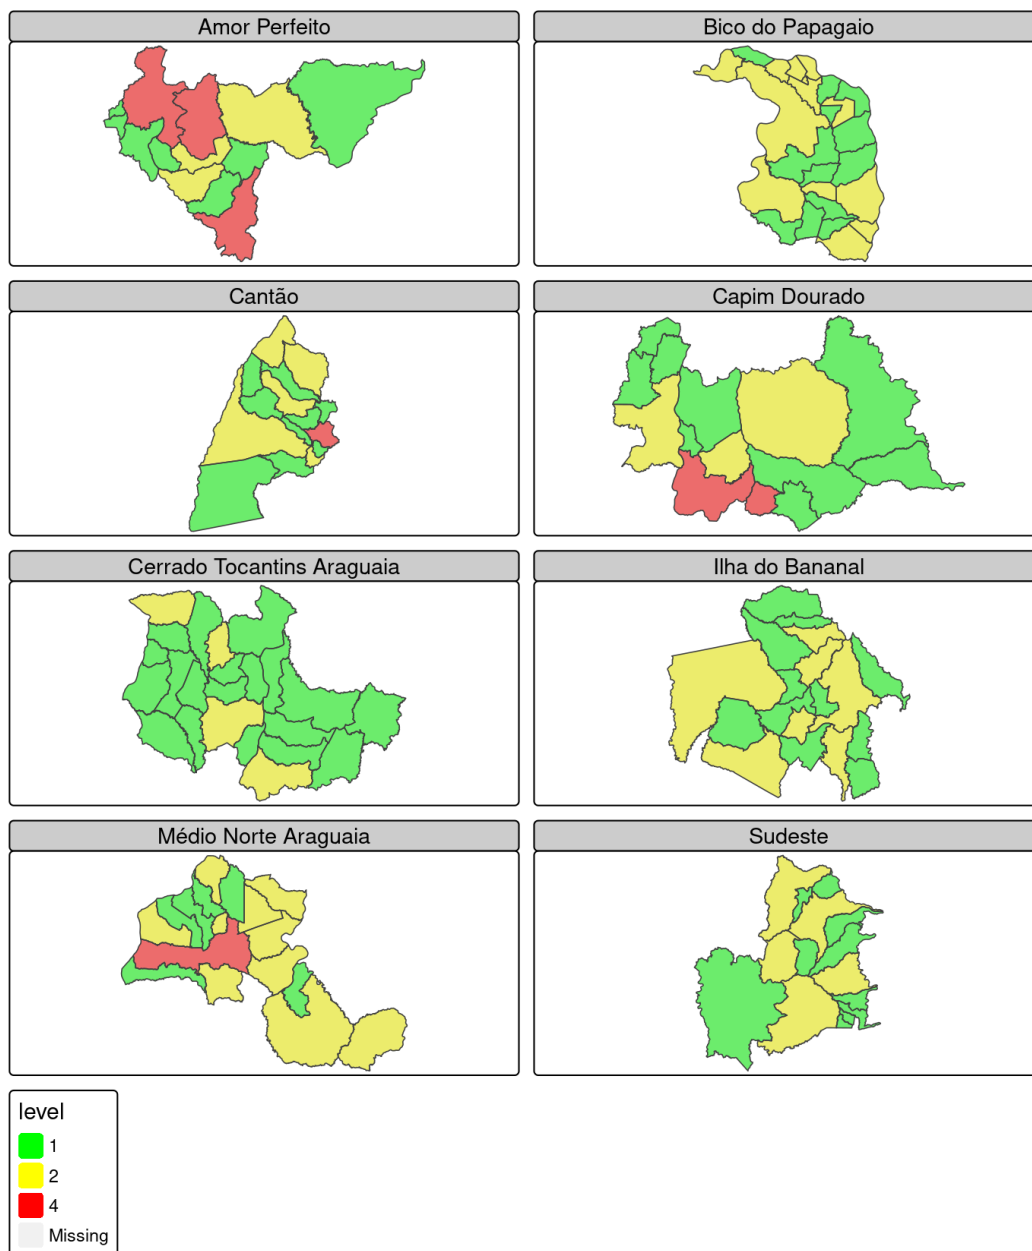 Amor Perfeito
Bico do Papagaio
Cantão
Capim Dourado
Cerrado Tocantins Araguaia
Ilha do Bananal
Médio Norte Araguaia
Sudeste
level
1
2
4
Missing